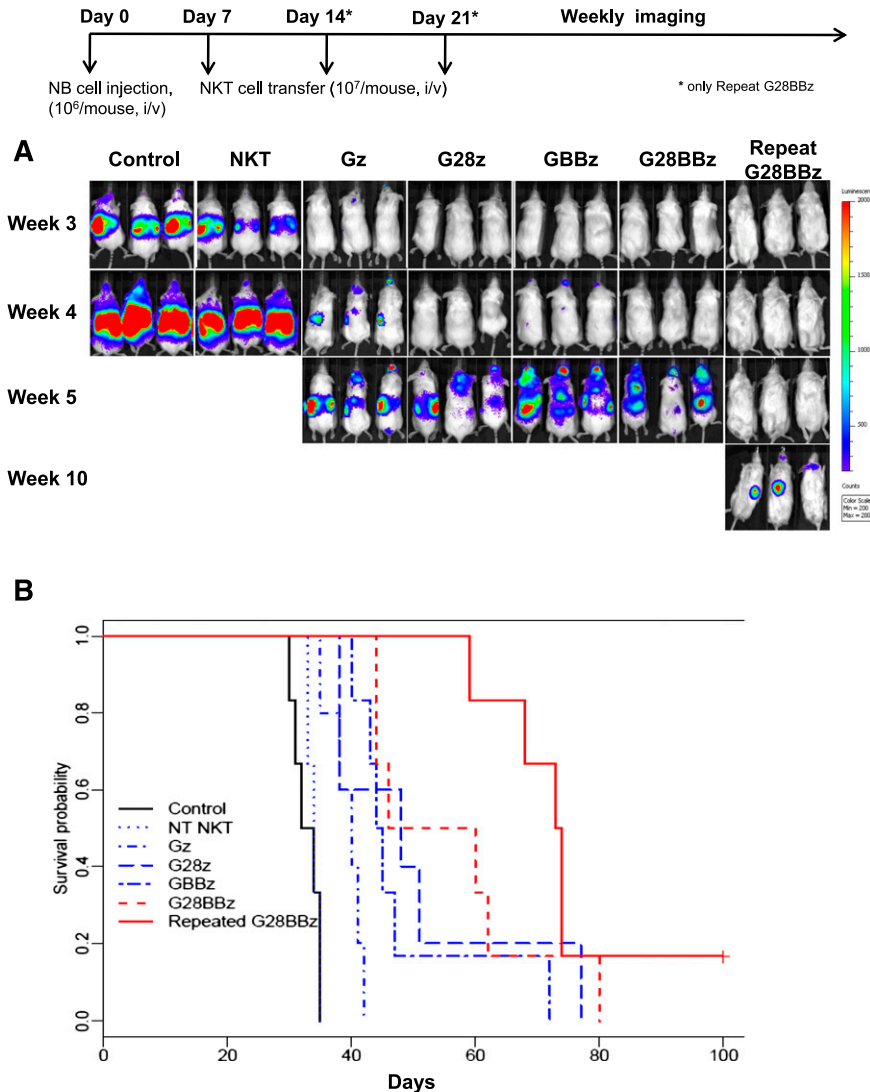 Day 0 Day 7 Day 14* Day 21* Weekly imaging
NB cell injection, NKT cell transfer (10⁷/mouse, i/v) * only Repeat G28BBz
(10⁶/mouse, i/v)
A
Control NKT Gz G28z GBBz G28BBz Repeat G28BBz
Week 3
Week 4
Week 5
Week 10
2000
1500
1000
500
Counts
Color Scale
Min = 200
B
Survival probability
1.0
0.8
0.6
0.4
0.2
0.0
Control
NT NKT
Gz
G28z
GBBz
G28BBz
Repeated G28BBz
0 20 40 60 80 100
Days